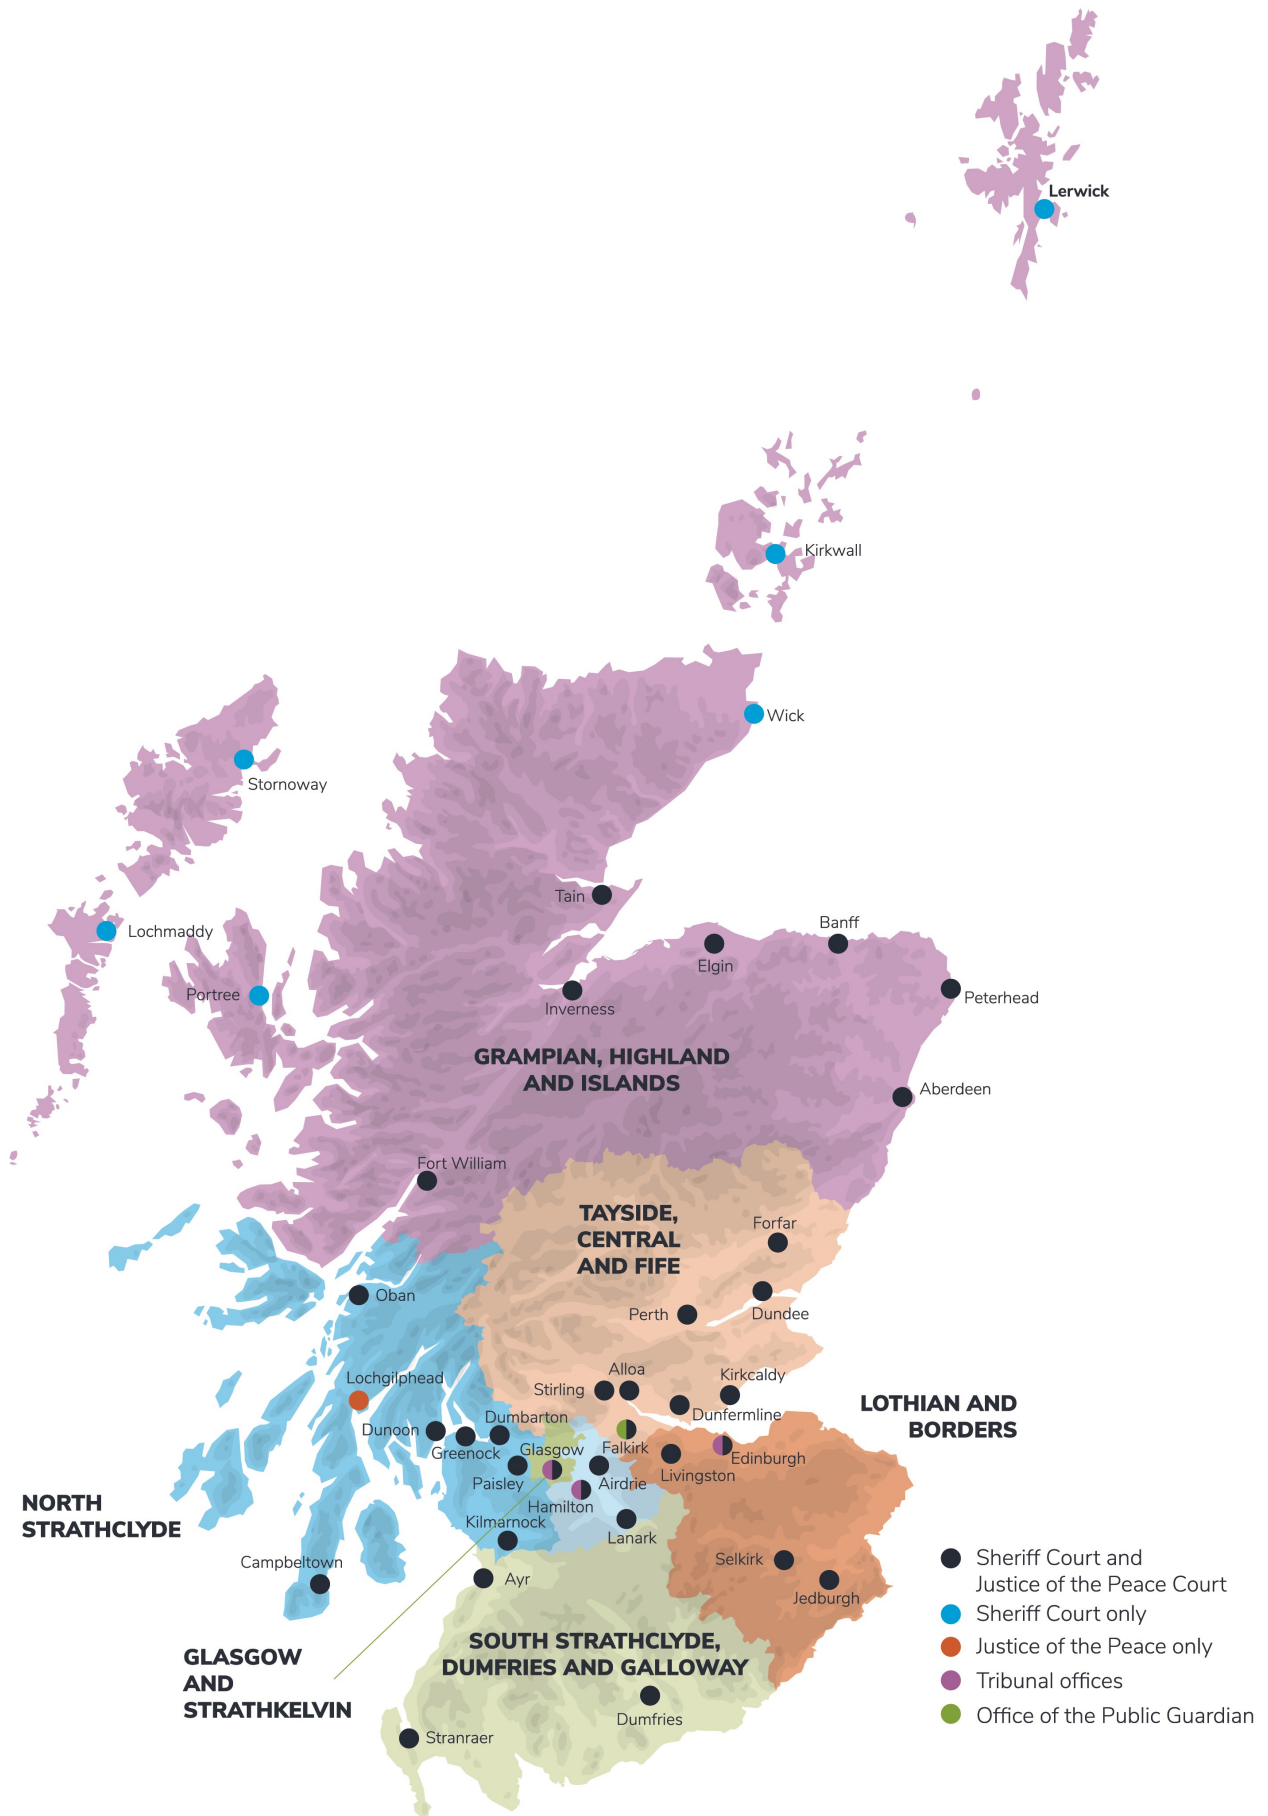 Lerwick
Kirkwall
Wick
Stornoway
Tain
Banff
Lochmaddy
Elgin
Portree
Peterhead
Inverness
GRAMPIAN, HIGHLAND
AND ISLANDS
Aberdeen
Fort William
TAYSIDE,
CENTRAL
AND FIFE
Forfar
Oban
Perth
Dundee
Alloa
Kirkcaldy
Lochgilphead
Stirling
LOTHIAN AND
BORDERS
Dunfermline
Dumbarton
Dunoon
Greenock
Glasgow
Falkirk
Edinburgh
Livingston
Paisley
Airdrie
NORTH
STRATHCLYDE
Hamilton
Kilmarnock
Lanark
Campbeltown
Selkirk
Ayr
Jedburgh
Sheriff Court and
Justice of the Peace Court
Sheriff Court only
Justice of the Peace only
Tribunal offices
Office of the Public Guardian
GLASGOW
AND
STRATHKELVIN
SOUTH STRATHCLYDE,
DUMFRIES AND GALLOWAY
Dumfries
Stranraer